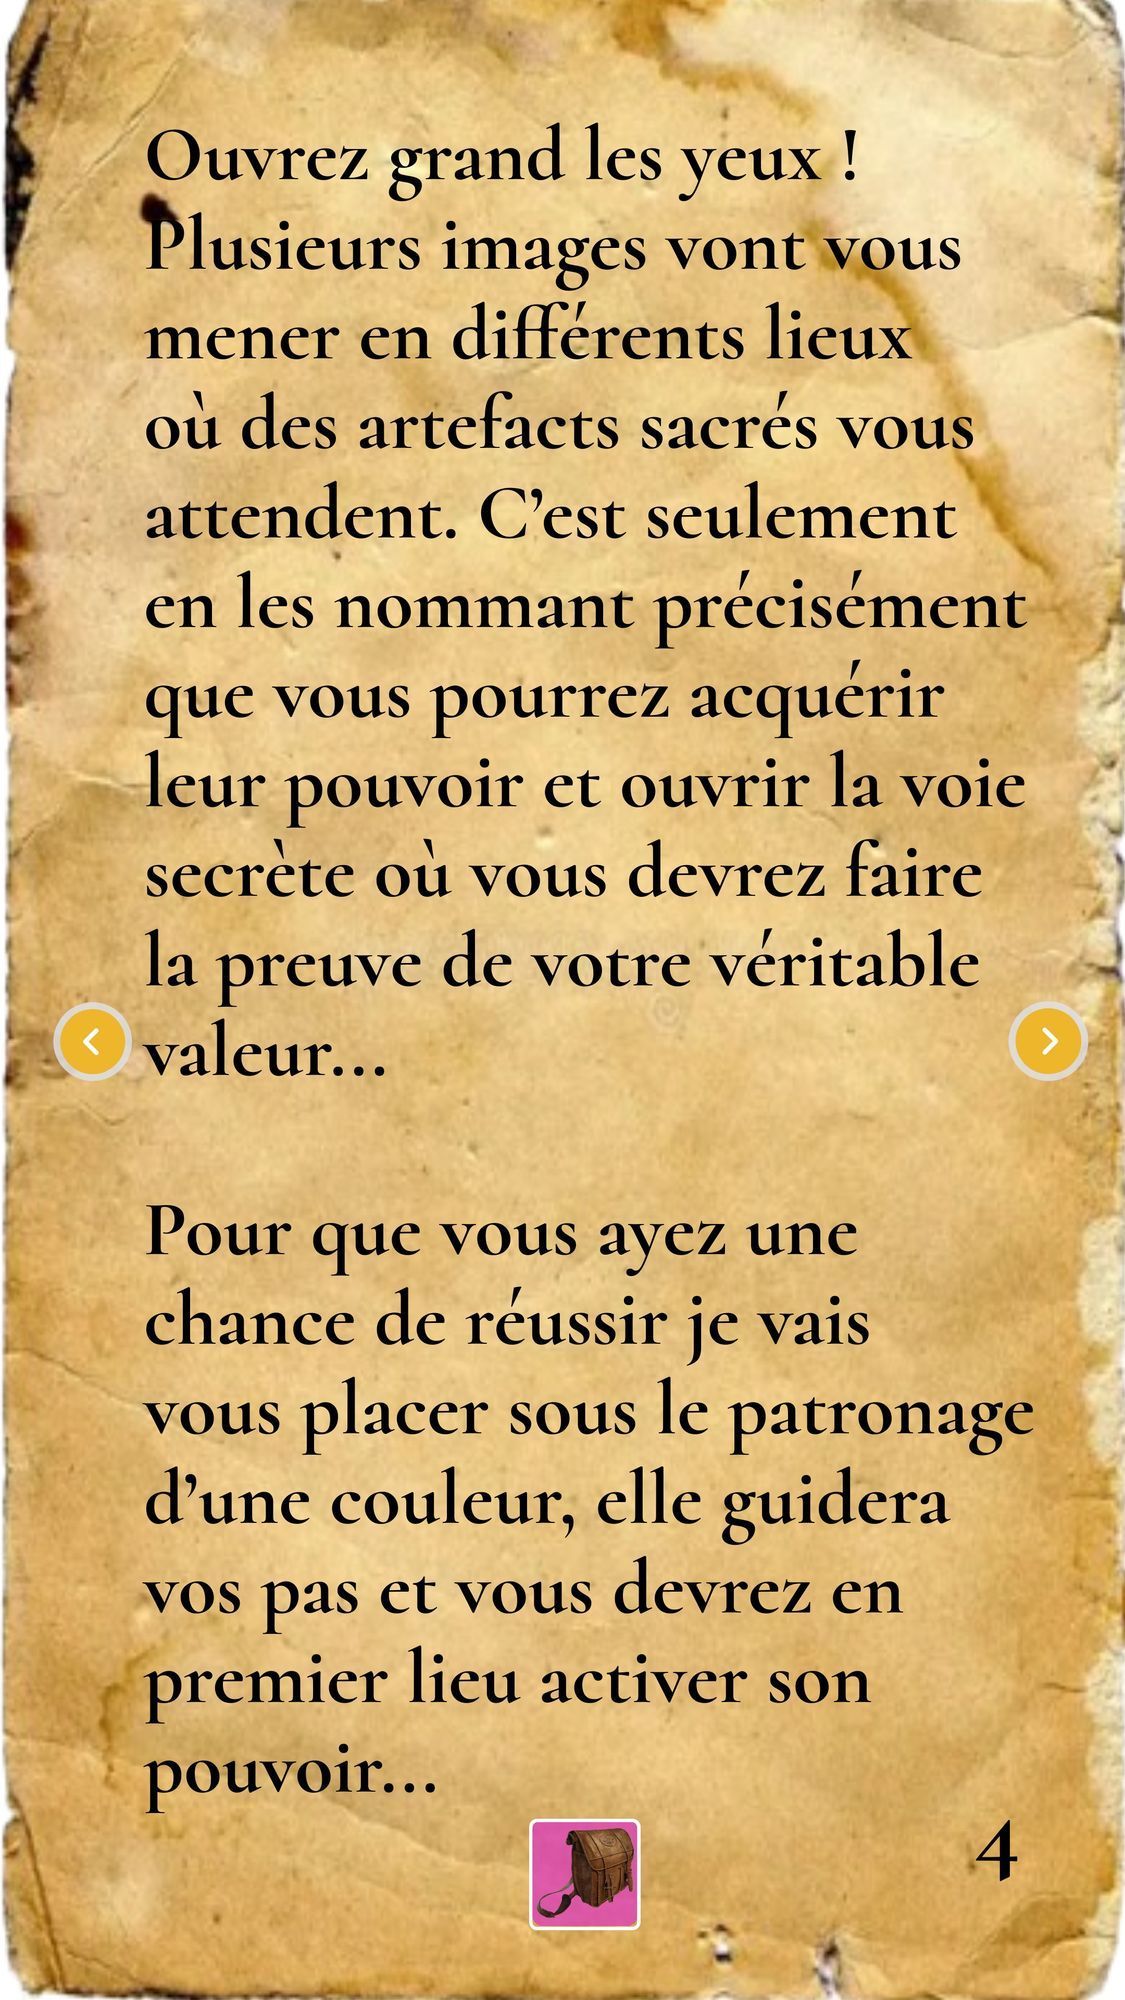 Ouvrez grand les yeux !
Plusieurs images vont vous
mener en différents lieux
où des artefacts sacrés vous
attendent. C’est seulement
en les nommant précisément
que vous pourrez acquérir
leur pouvoir et ouvrir la voie
secrète où vous devrez faire
la preuve de votre véritable
valeur...
Pour que vous ayez une
chance de réussir je vais
vous placer sous le patronage
d’une couleur, elle guidera
vos pas et vous devrez en
premier lieu activer son
pouvoir...
4